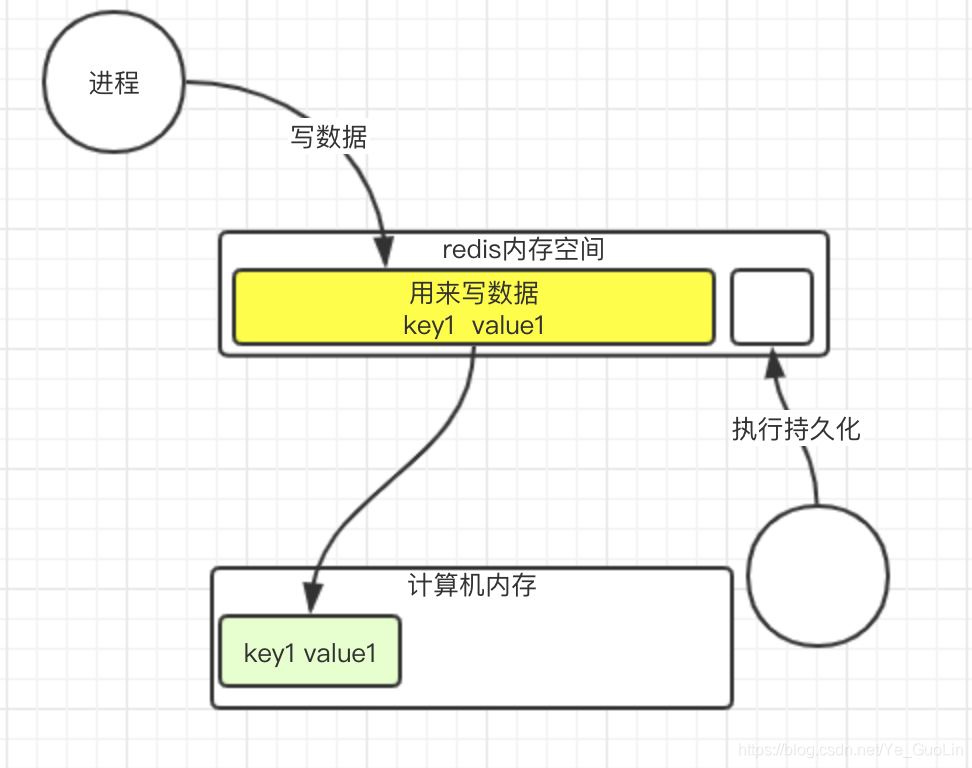 进程
写数据
redis内存空间
用来写数据
key1 value1
执行持久化
计算机内存
key1 value1
https://blog.csdn.net/Ye_GuoLin